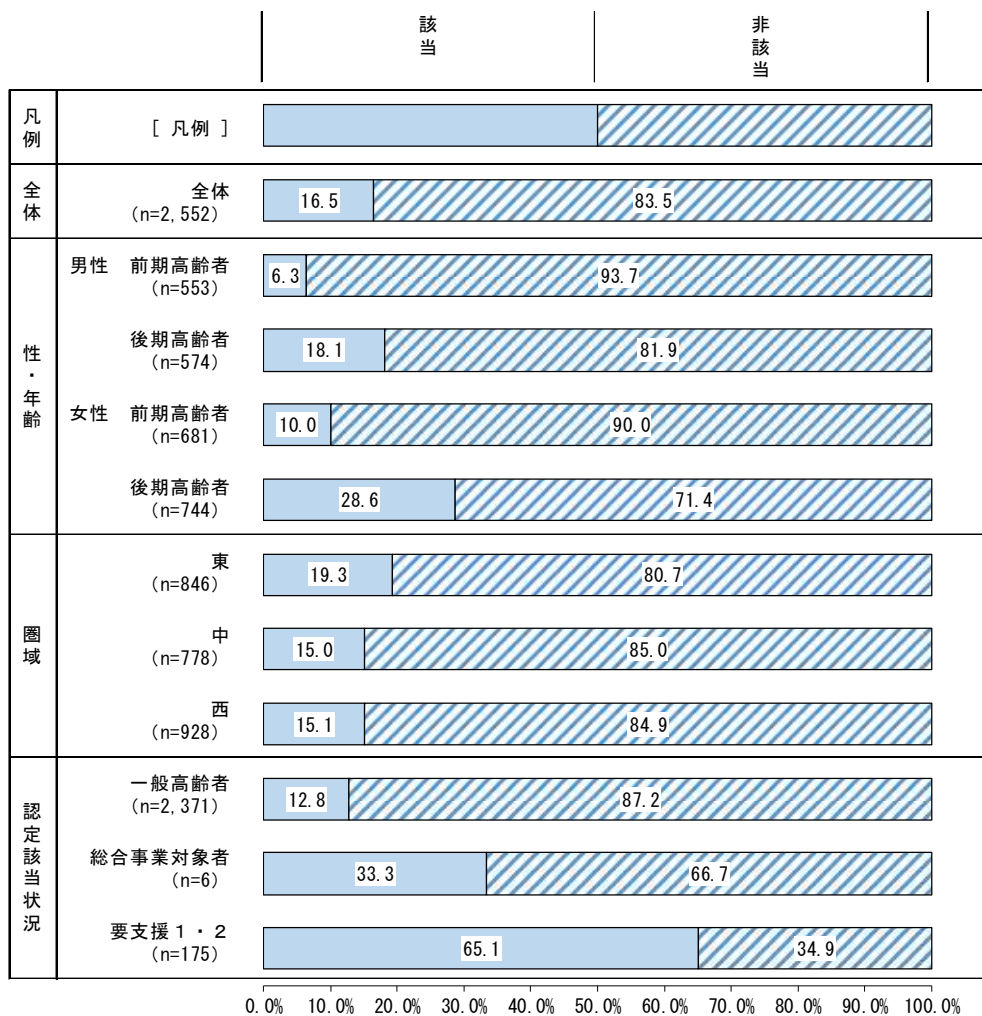 該当
非該当
凡例
[ 凡例 ]
全体
全体
(n=2,552)
16.5
83.5
性・年齢
男性 前期高齢者
(n=553)
6.3
93.7
後期高齢者
(n=574)
18.1
81.9
女性 前期高齢者
(n=681)
10.0
90.0
後期高齢者
(n=744)
28.6
71.4
圏域
東
(n=846)
19.3
80.7
中
(n=778)
15.0
85.0
西
(n=928)
15.1
84.9
認定該当状況
一般高齢者
(n=2,371)
12.8
87.2
総合事業対象者
(n=6)
33.3
66.7
要支援1・2
(n=175)
65.1
34.9
0.0% 10.0% 20.0% 30.0% 40.0% 50.0% 60.0% 70.0% 80.0% 90.0% 100.0%